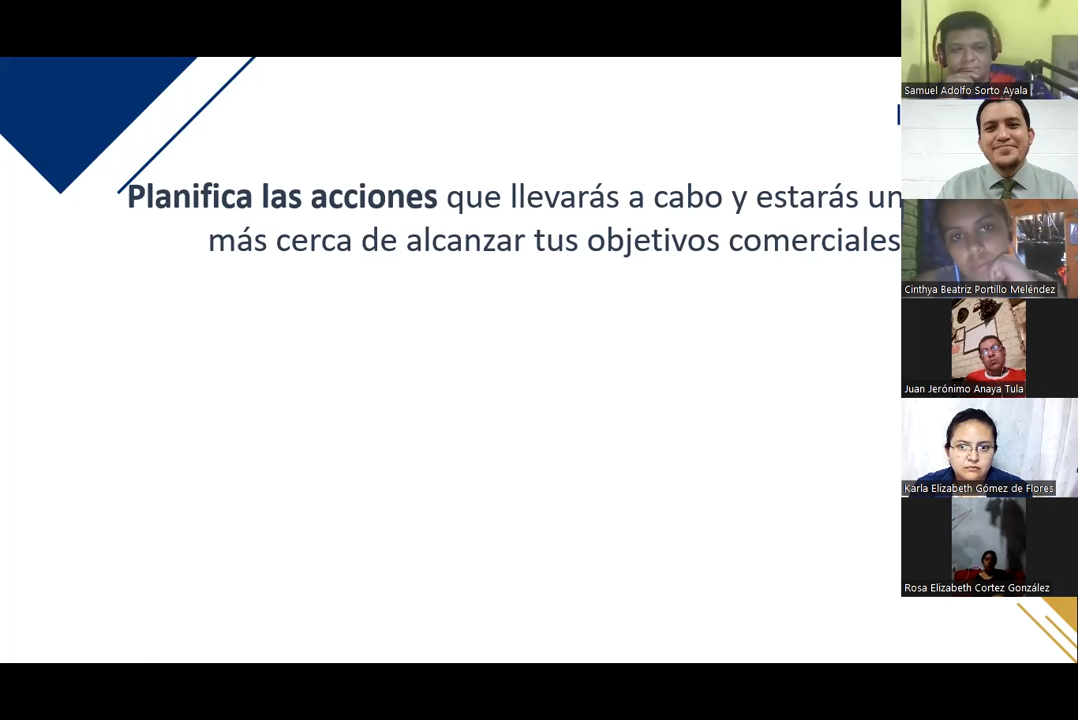 Planifica las acciones que llevarás a cabo y estarás un
más cerca de alcanzar tus objetivos comerciales
Samuel Adolfo Sorto Ayala
Cinthya Beatriz Portillo Meléndez
Juan Jerónimo Anaya Tula
Karla Elizabeth Gómez de Flores
Rosa Elizabeth Cortez González